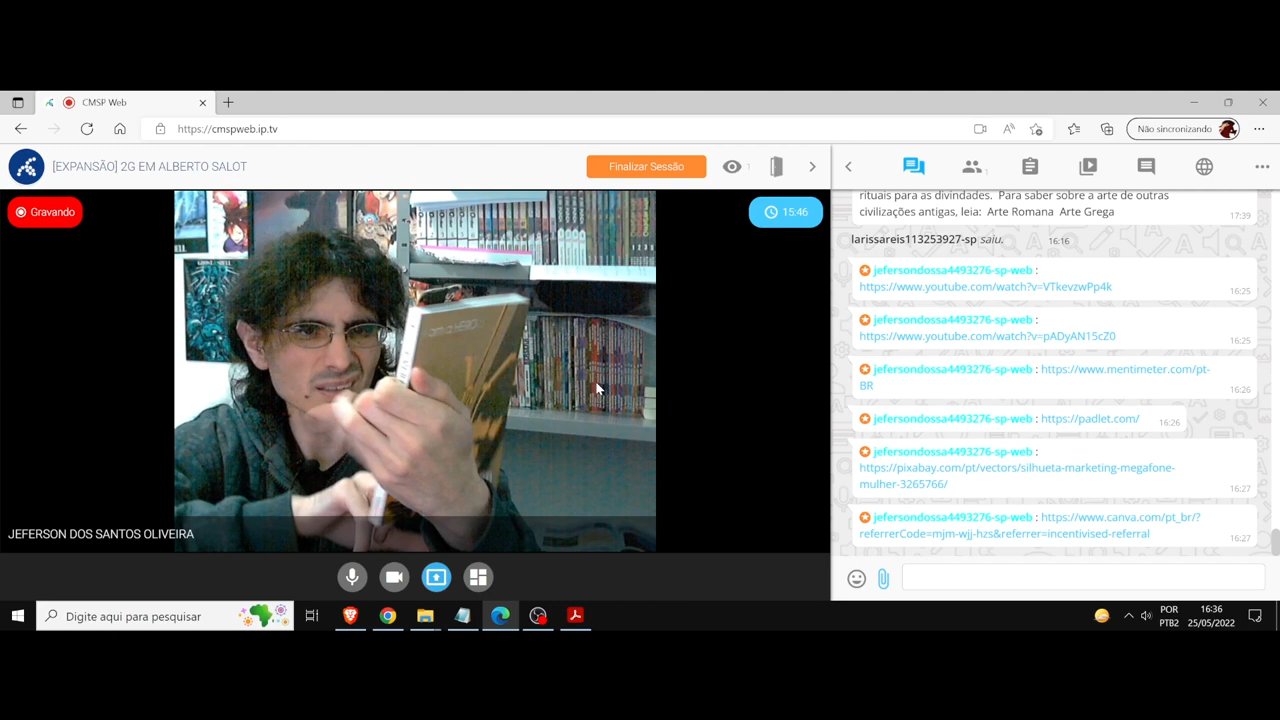 CMSP Web
https://cmspweb.ip.tv
Não sincronizando
[EXPANSÃO] 2G EM ALBERTO SALOT
Finalizar Sessão
1
1
Gravando
15:46
JEFERSON DOS SANTOS OLIVEIRA
rituais para as divindades. Para saber sobre a arte de outras
civilizações antigas, leia: Arte Romana Arte Grega
17:39
larissareis113253927-sp saiu. 16:16
jefersondossa4493276-sp-web :
https://www.youtube.com/watch?v=VTkevzwPp4k
16:25
jefersondossa4493276-sp-web :
https://www.youtube.com/watch?v=pADyAN15cZ0
16:25
jefersondossa4493276-sp-web : https://www.mentimeter.com/pt-
BR
16:26
jefersondossa4493276-sp-web : https://padlet.com/ 16:26
jefersondossa4493276-sp-web :
https://pixabay.com/pt/vectors/silhueta-marketing-megafone-
mulher-3265766/
16:27
jefersondossa4493276-sp-web : https://www.canva.com/pt_br/?
referrerCode=mjm-wjj-hzs&referrer=incentivised-referral
16:27
Digite aqui para pesquisar
POR
PTB2
16:36
25/05/2022